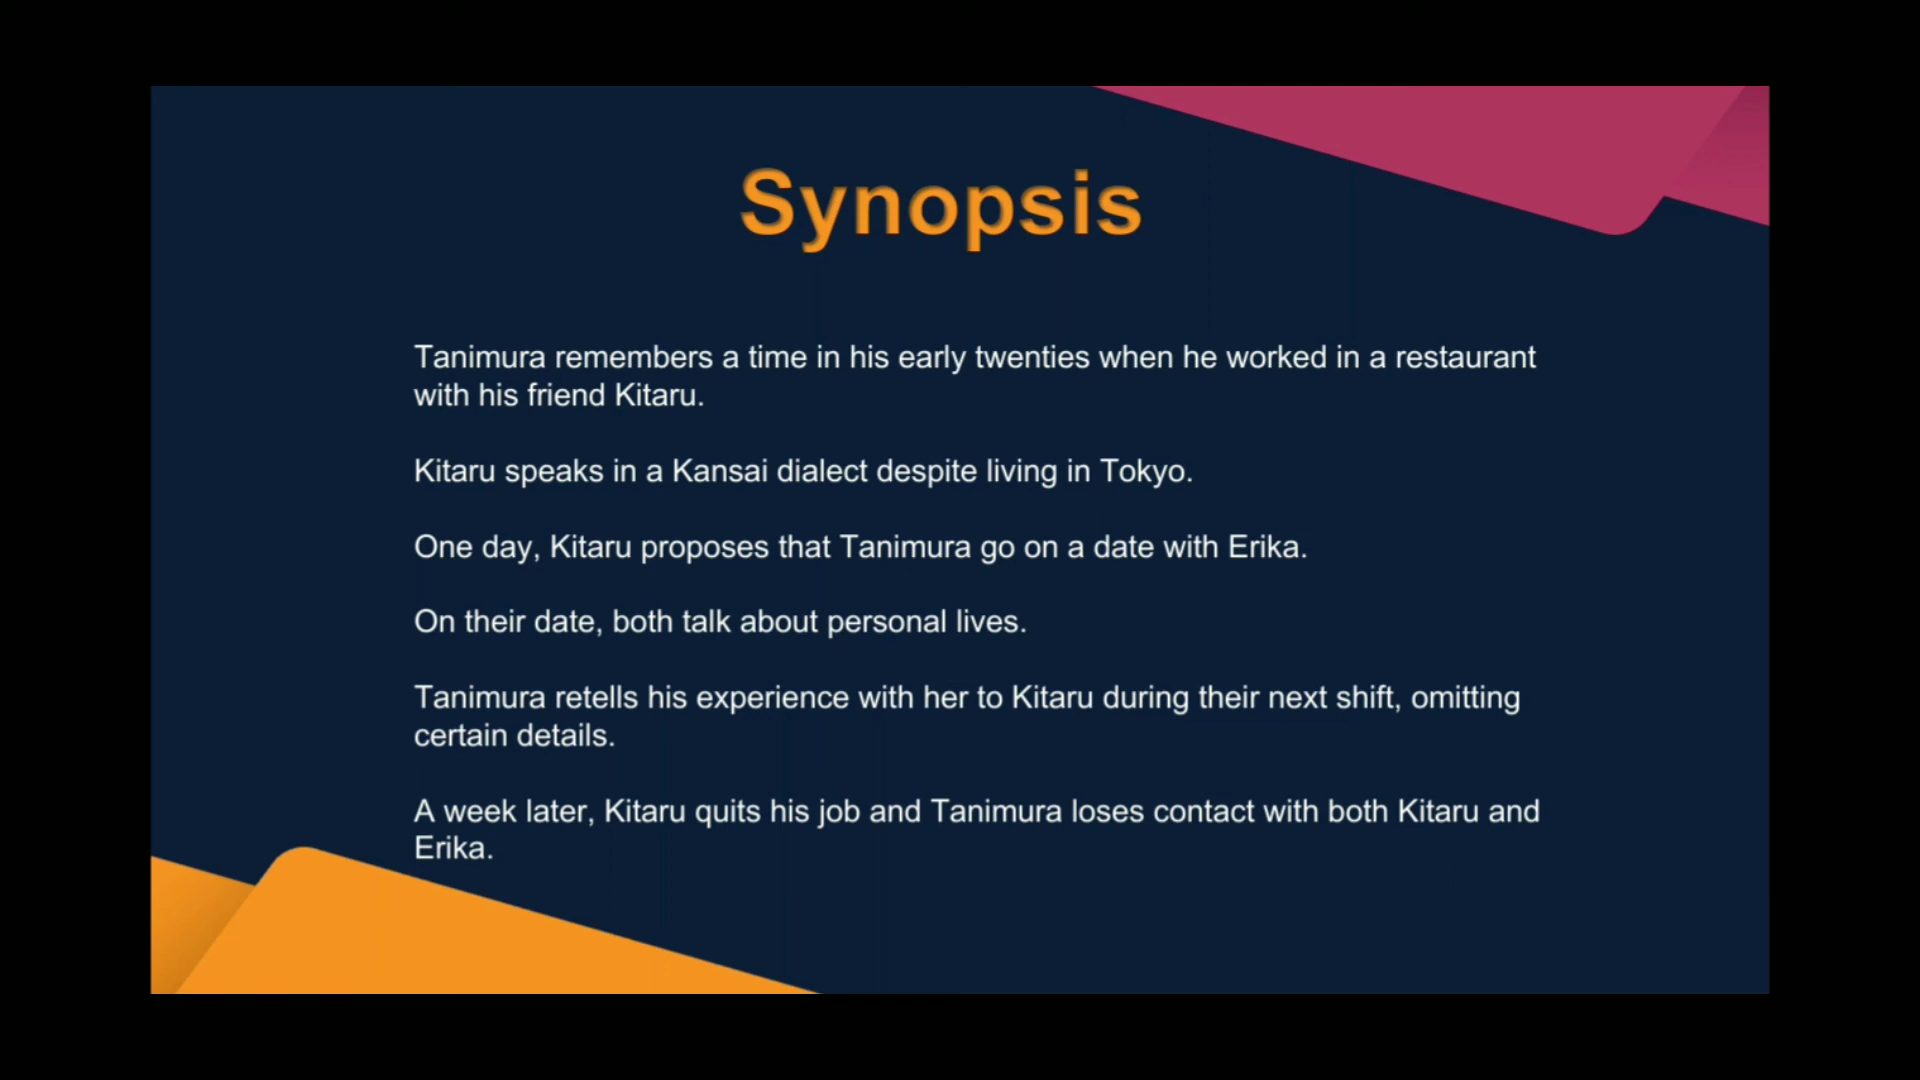 Synopsis
Tanimura remembers a time in his early twenties when he worked in a restaurant
with his friend Kitaru.
Kitaru speaks in a Kansai dialect despite living in Tokyo.
One day, Kitaru proposes that Tanimura go on a date with Erika.
On their date, both talk about personal lives.
Tanimura retells his experience with her to Kitaru during their next shift, omitting
certain details.
A week later, Kitaru quits his job and Tanimura loses contact with both Kitaru and
Erika.